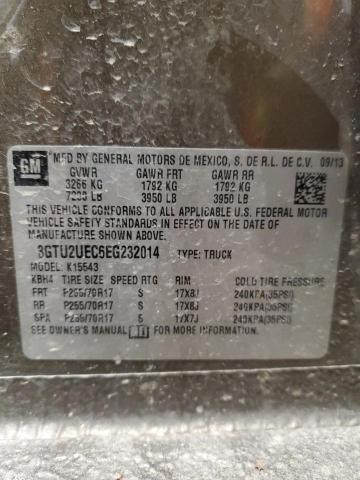 GM
MFD BY GENERAL MOTORS DE MEXICO, S. DE R.L. DE C.V. 09/13
GVWR GAWR FRT GAWR RR
3266 KG 1792 KG 1792 KG
7200 LB 3950 LB 3950 LB
THIS VEHICLE CONFORMS TO ALL APPLICABLE U.S. FEDERAL MOTOR
VEHICLE SAFETY STANDARDS IN EFFECT ON THE DATE OF
MANUFACTURE SHOWN ABOVE.
3GTU2UEC5EG232014 TYPE: TRUCK
MODEL: K15543
KBH4 TIRE SIZE SPEED RTG RIM COLD TIRE PRESSURE
FRT P255/70R17 S 17X8J 240KPA(35PSI)
RR P255/70R17 S 17X8J 240KPA(35PSI)
SPA P255/70R17 S 17X7J 240KPA(35PSI)
SEE OWNER'S MANUAL FOR MORE INFORMATION